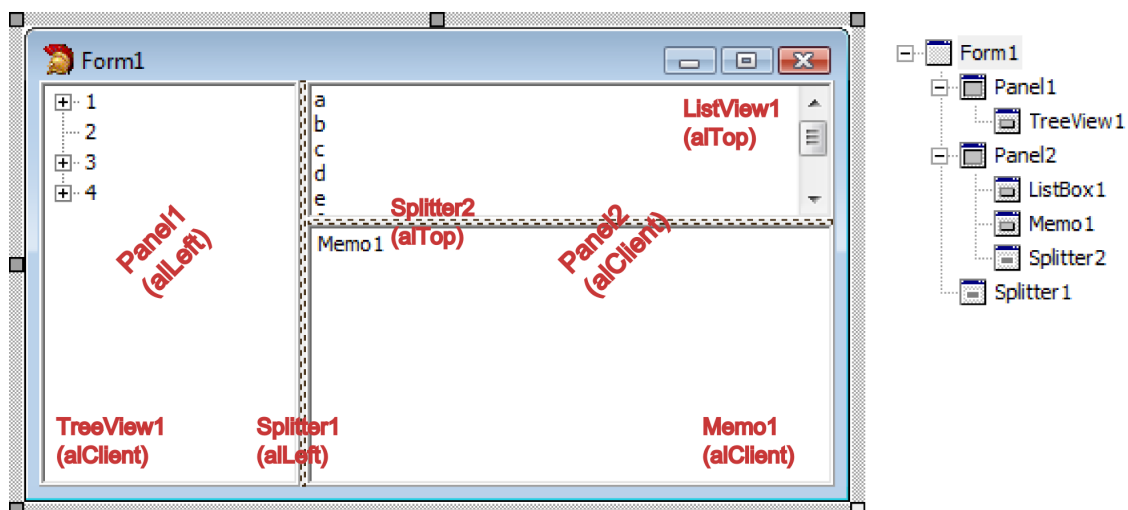 Form1
1
2
3
4
a
b
c
d
e
ListView1
(alTop)
Splitter2
(alTop)
Panel1
(alLeft)
Panel2
(alClient)
Memo1
TreeView1
(alClient)
Splitter1
(alLeft)
Memo1
(alClient)
Form1
Panel1
TreeView1
Panel2
ListBox1
Memo1
Splitter2
Splitter1